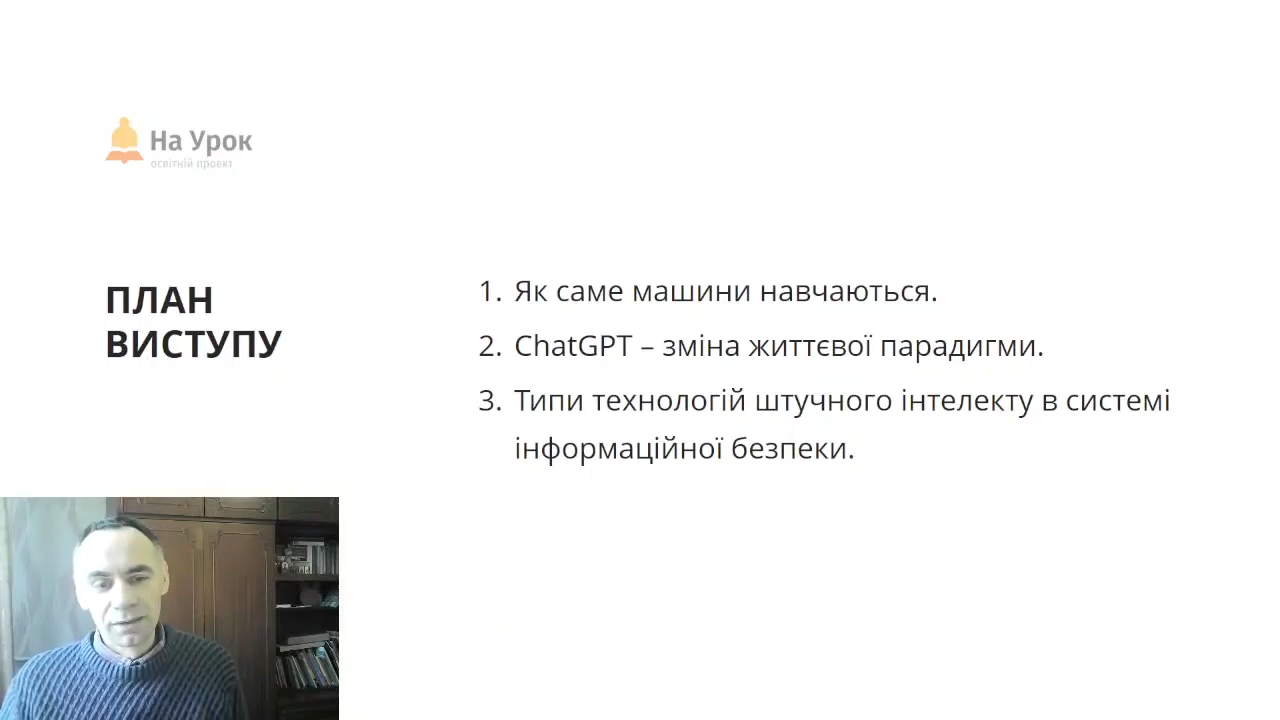 На Урок
освітній проект
ПЛАН
ВИСТУПУ
1. Як саме машини навчаються.
2. ChatGPT – зміна життєвої парадигми.
3. Типи технологій штучного інтелекту в системі
інформаційної безпеки.